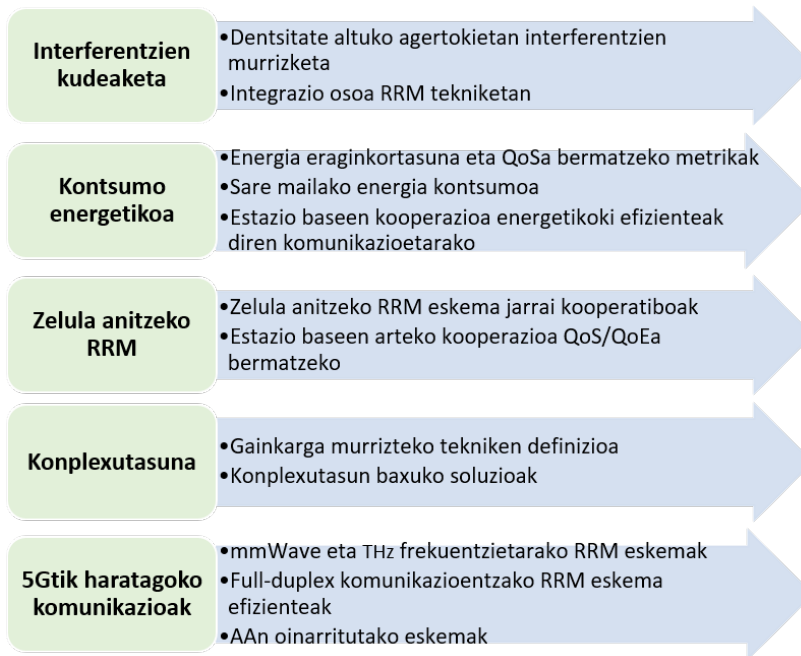 Interferentzien
kudeaketa
•Dentsitate altuko agertokietan interferentzien
murrizketa
•Integrazio osoa RRM tekniketan
Kontsumo
energetikoa
•Energia eraginkortasuna eta QoSa bermatzeko metrikak
•Sare mailako energia kontsumoa
•Estazio baseen kooperazioa energetikoki efizienteak
diren komunikazioetarako
Zelula anitzeko
RRM
•Zelula anitzeko RRM eskema jarrai kooperatiboak
•Estazio baseen arteko kooperazioa QoS/QoEa
bermatzeko
Konplexutasuna
•Gainkarga murrizteko tekniken definizioa
•Konplexutasun baxuko soluzioak
5Gtik haratagoko
komunikazioak
•mmWave eta THz frekuentzietarako RRM eskemak
•Full-duplex komunikazioentzako RRM eskema
efizienteak
•AAn oinarritutako eskemak